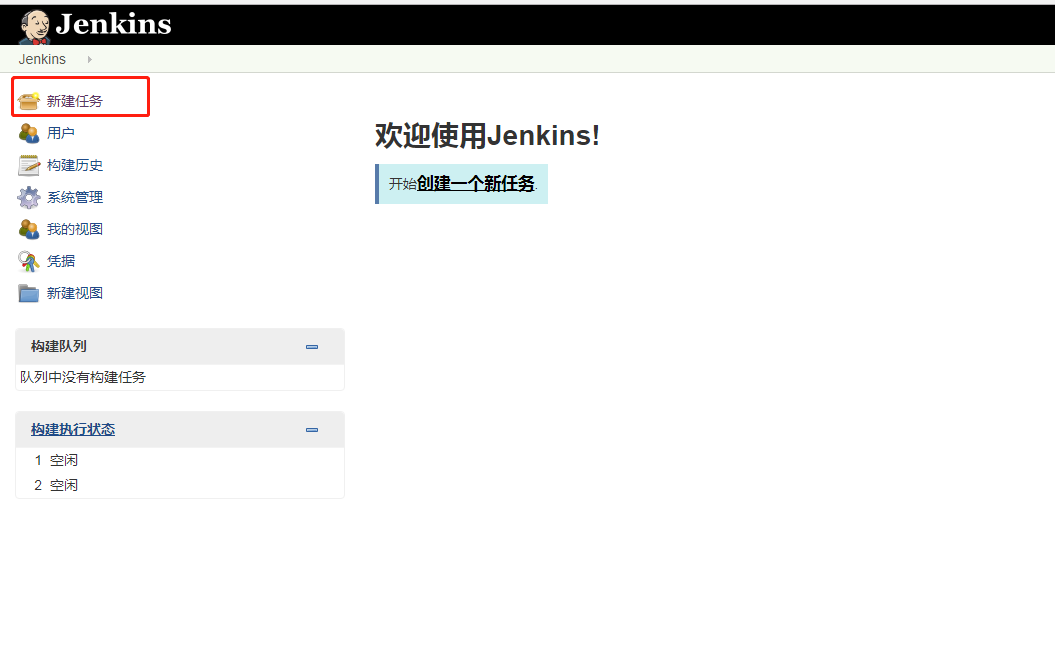 Jenkins
Jenkins
新建任务
用户
构建历史
系统管理
我的视图
凭据
新建视图
构建队列
队列中没有构建任务
构建执行状态
1 空闲
2 空闲
欢迎使用Jenkins!
开始创建一个新任务.